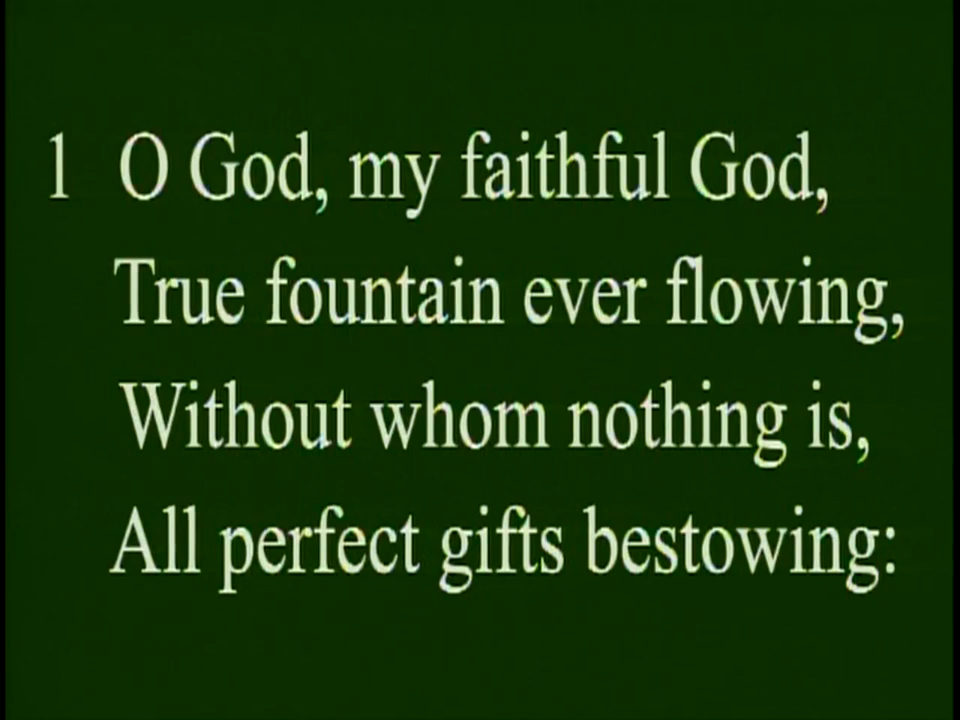 1 O God, my faithful God,
True fountain ever flowing,
Without whom nothing is,
All perfect gifts bestowing: